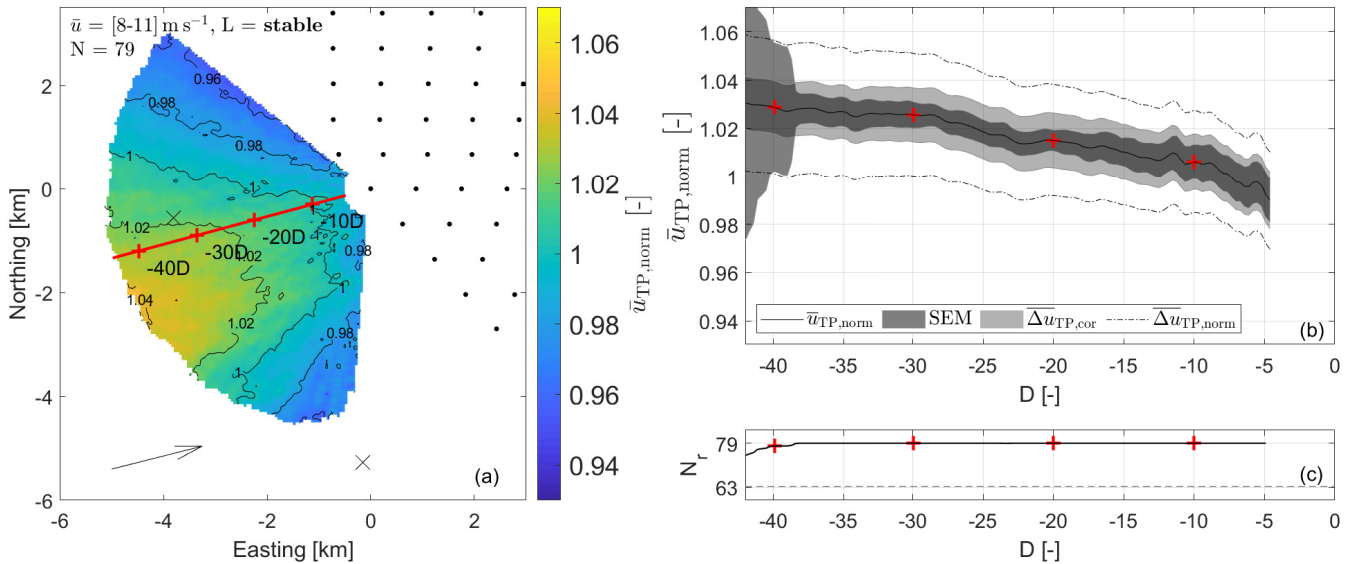 ū = [8-11] m s⁻¹, L = stable
N = 79
2
0
-2
-4
-6
-6
-4
-2
0
2
Easting [km]
Northing [km]
0.96
0.98
0.98
1
1
1
1.02
1.02
1.02
1.04
1
1
0.98
0.98
-10D
-20D
-30D
-40D
(a)
1.06
1.04
1.02
1
0.98
0.96
0.94
ū_TP,norm [-]
1.06
1.04
1.02
1
0.98
0.96
0.94
ū_TP,norm [-]
ū_TP,norm SEM Δu_TP,cor Δu_TP,norm
(b)
-40 -35 -30 -25 -20 -15 -10 -5 0
D [-]
79
63
N_r
(c)
-40 -35 -30 -25 -20 -15 -10 -5 0
D [-]